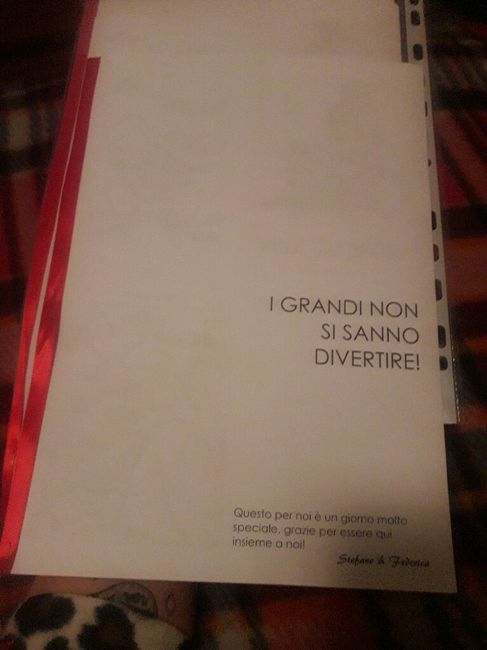 I GRANDI NON
SI SANNO
DIVERTIRE!
Questo per noi è un giorno molto
speciale, grazie per essere qui
insieme a noi!
Stefano & Federica